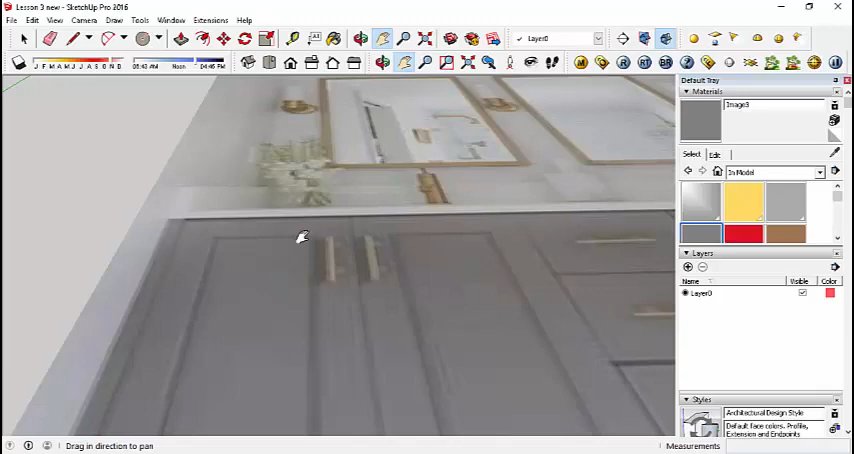 Lesson 3 new - SketchUp Pro 2016
File Edit View Camera Draw Tools Window Extensions Help
Layer0
J F M A M J J A S O N D 06:43 AM Noon 04:46 PM
M R RT BR
Default Tray
Materials
Image3
Select Edit
In Model
Layers
Name Visible Color
Layer0
Styles
Architectural Design Style
Default face colors. Profile,
Extension and Endpoints
Drag in direction to pan
Measurements